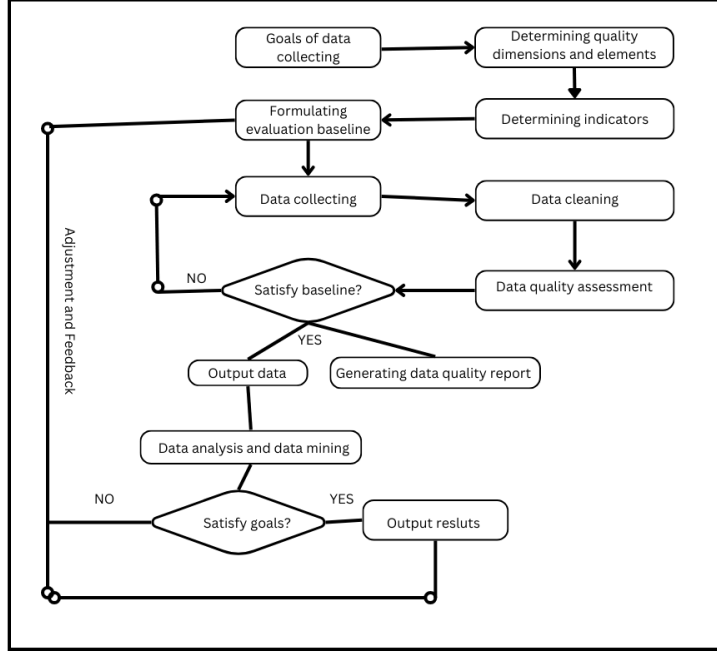 Goals of data
collecting
Determining quality
dimensions and elements
Formulating
evaluation baseline
Determining indicators
Data collecting
Data cleaning
Adjustment and Feedback
NO
Satisfy baseline?
Data quality assessment
YES
Output data
Generating data quality report
Data analysis and data mining
NO
Satisfy goals?
YES
Output resluts